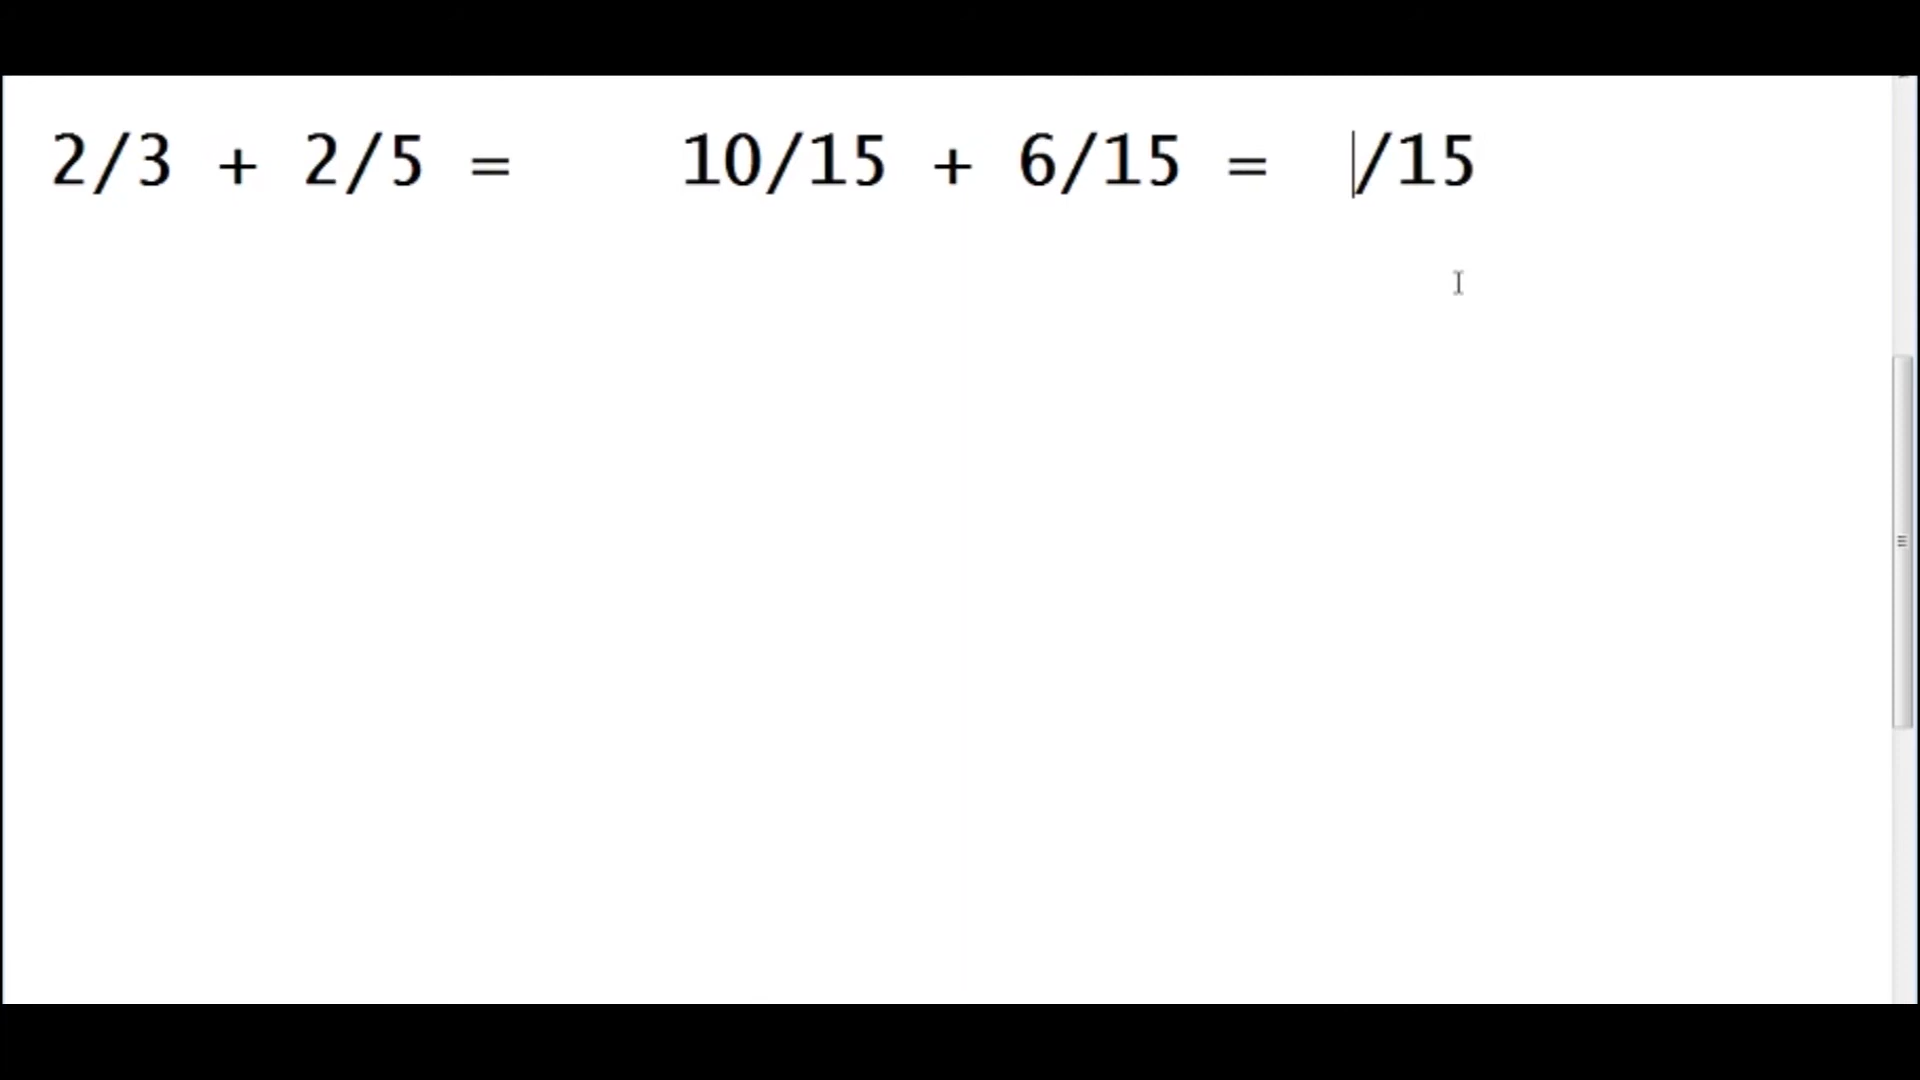 2/3 + 2/5 = 10/15 + 6/15 = /15